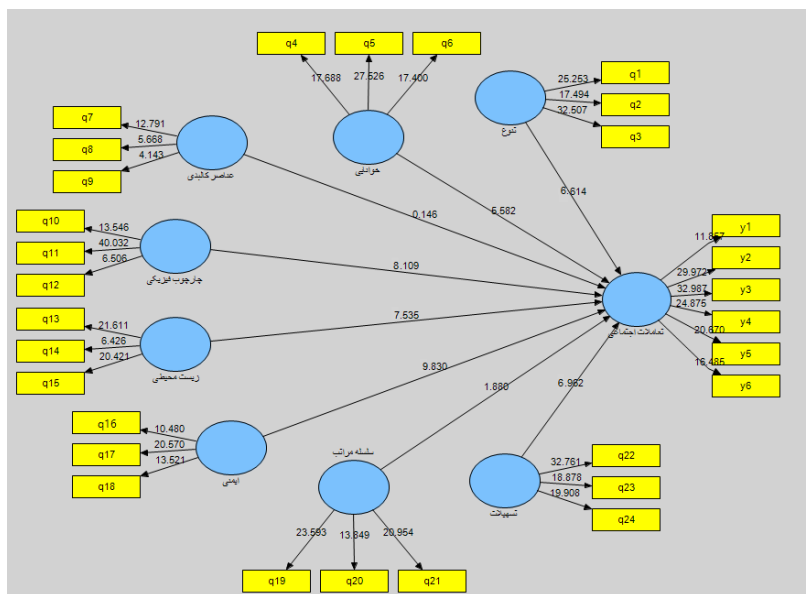 q4
q5
q6
17.688
27.526
17.400
خوانایی
q1
q2
q3
25.253
17.494
32.507
تنوع
6.614
q7
q8
q9
12.791
5.668
4.143
عناصر کالبدی
0.146
5.582
q10
q11
q12
13.546
40.032
6.506
چارچوب فیزیکی
8.109
q13
q14
q15
21.611
6.426
20.421
زیست محیطی
7.535
y1
y2
y3
y4
y5
y6
11.857
29.972
32.987
24.875
20.670
16.485
تعاملات اجتماعی
q16
q17
q18
10.480
20.570
13.521
ایمنی
9.830
سلسله مراتب
1.880
23.593
13.849
20.954
q19
q20
q21
6.962
تسهیلات
q22
q23
q24
32.761
18.878
19.908